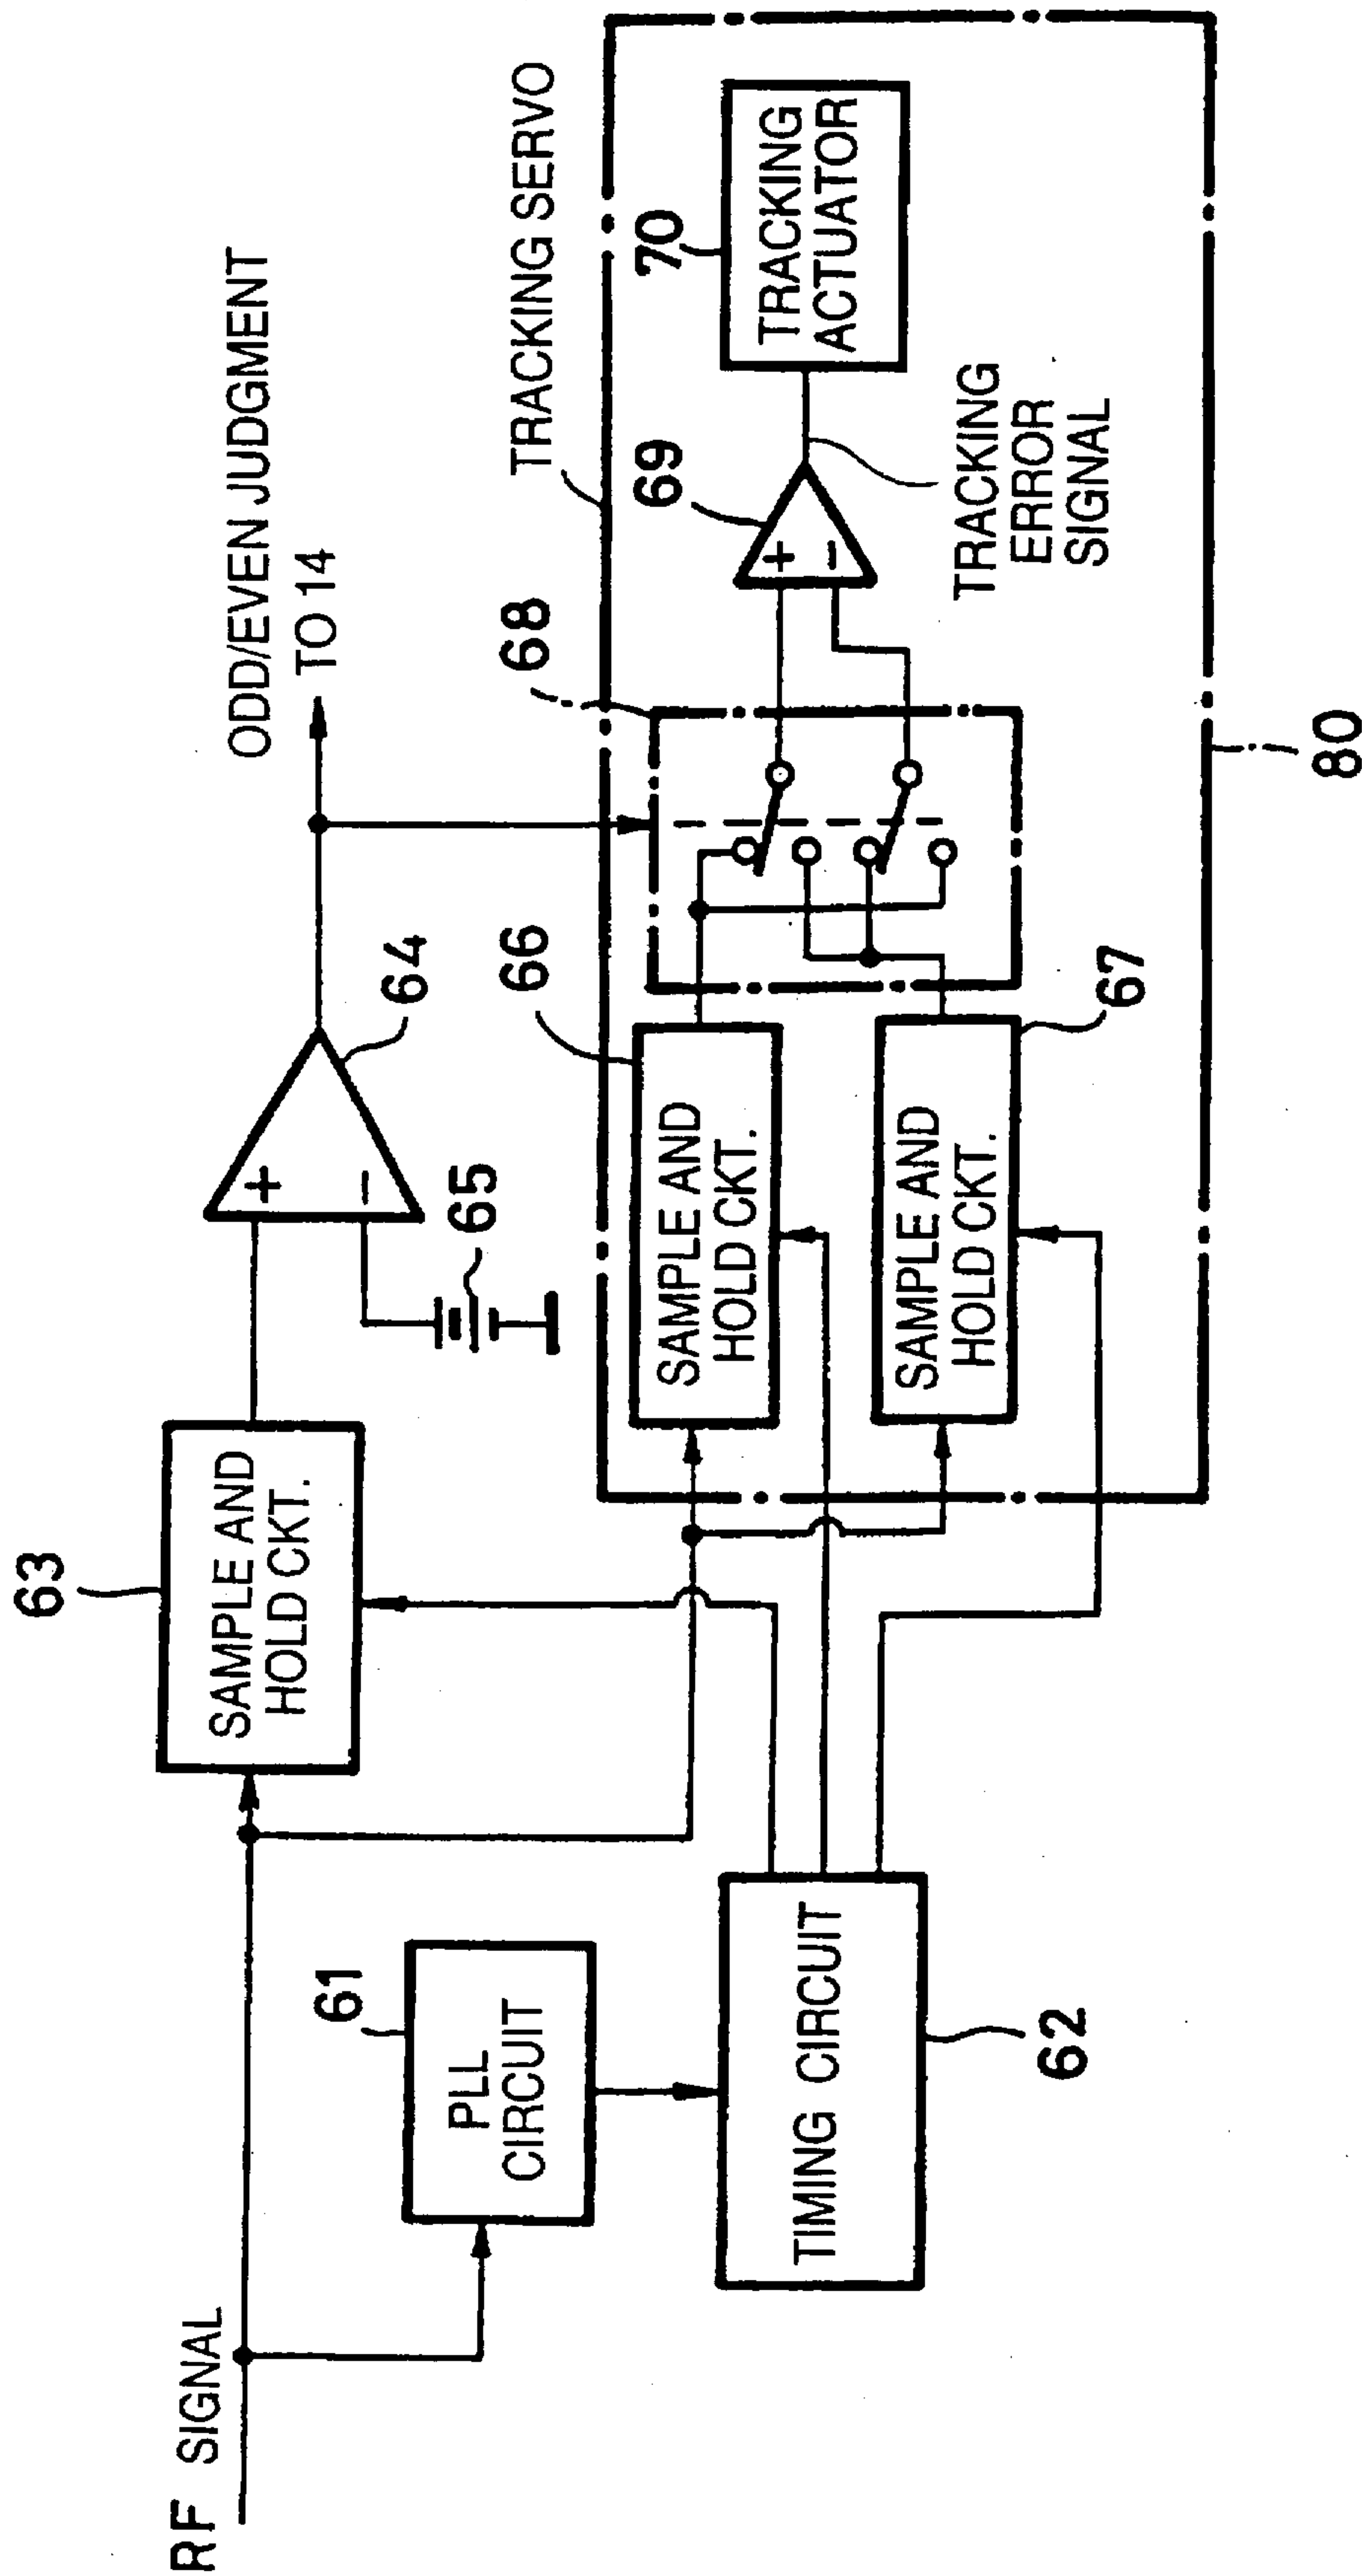 RF SIGNAL
63
SAMPLE AND
HOLD CKT.
61
PLL
CIRCUIT
TIMING CIRCUIT
62
+
−
64
65
ODD/EVEN JUDGMENT
TO 14
TRACKING SERVO
66
SAMPLE AND
HOLD CKT.
SAMPLE AND
HOLD CKT.
67
68
69
+
−
70
TRACKING
ACTUATOR
TRACKING
ERROR
SIGNAL
80